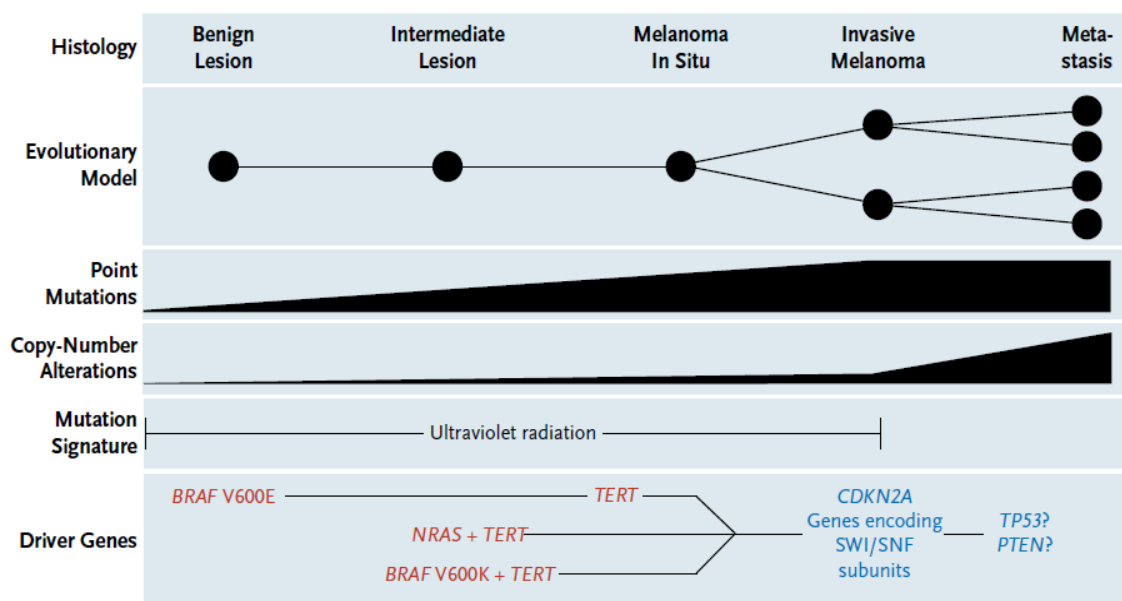 Histology
Benign
Lesion
Intermediate
Lesion
Melanoma
In Situ
Invasive
Melanoma
Meta-
stasis
Evolutionary
Model
Point
Mutations
Copy-Number
Alterations
Mutation
Signature
Ultraviolet radiation
Driver Genes
BRAF V600E
TERT
NRAS + TERT
BRAF V600K + TERT
CDKN2A
Genes encoding
SWI/SNF
subunits
TP53?
PTEN?